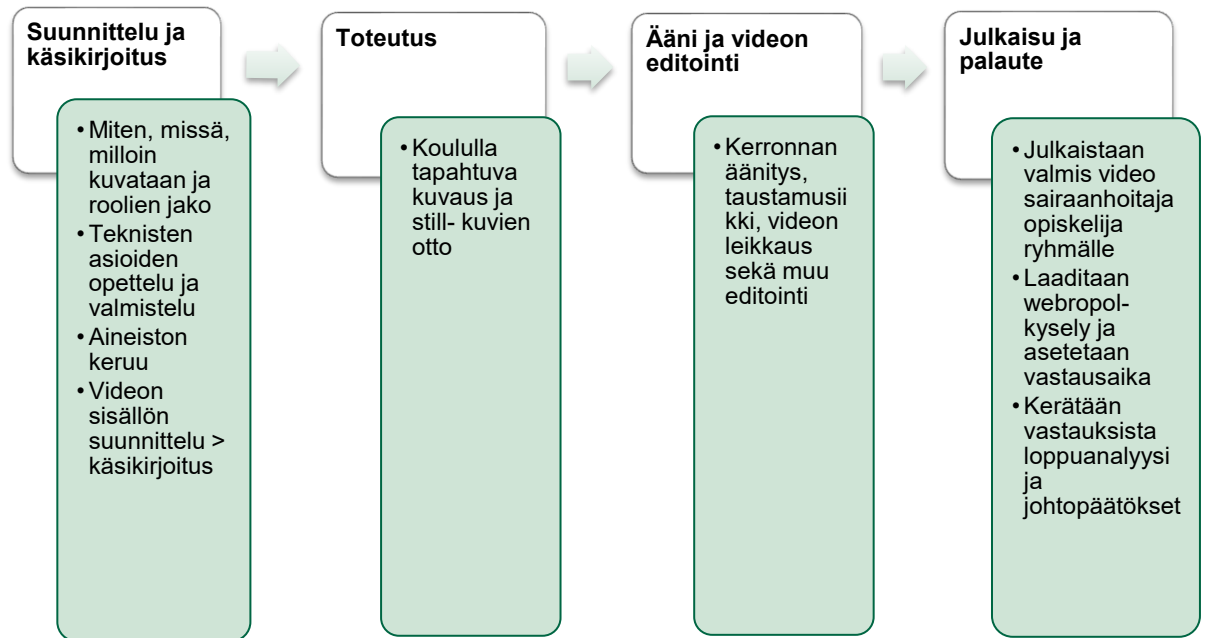 Suunnittelu ja
käsikirjoitus
• Miten, missä,
milloin
kuvataan ja
roolien jako
• Teknisten
asioiden
opettelu ja
valmistelu
• Aineiston
keruu
• Videon
sisällön
suunnittelu >
käsikirjoitus
Toteutus
• Koululla
tapahtuva
kuvaus ja
still- kuvien
otto
Ääni ja videon
editointi
• Kerronnan
äänitys,
taustamusii
kki, videon
leikkaus
sekä muu
editointi
Julkaisu ja
palaute
• Julkaistaan
valmis video
sairaanhoitaja
opiskelija
ryhmälle
• Laaditaan
webropol-
kysely ja
asetetaan
vastausaika
• Kerätään
vastauksista
loppuanalyysi
ja
johtopäätökset